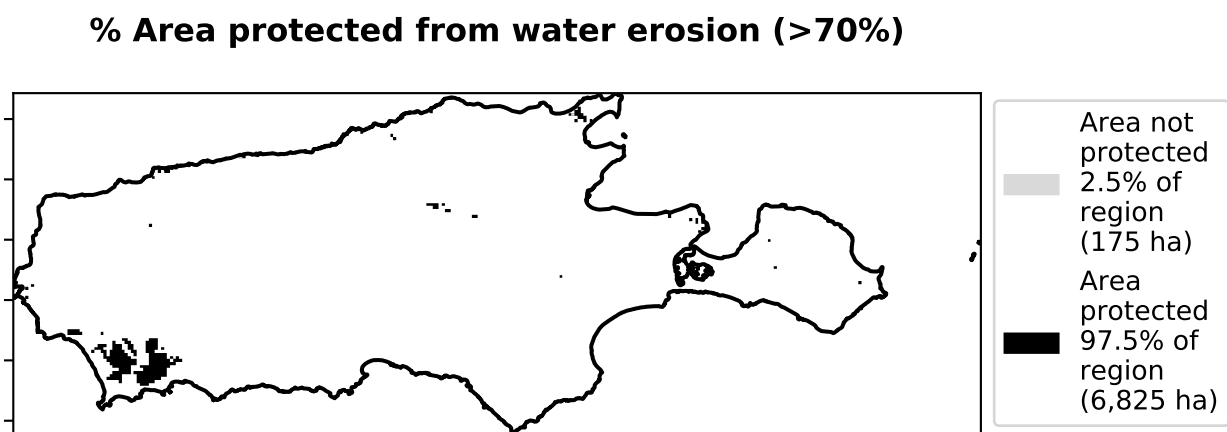 % Area protected from water erosion (>70%)
Area not
protected
2.5% of
region
(175 ha)
Area
protected
97.5% of
region
(6,825 ha)